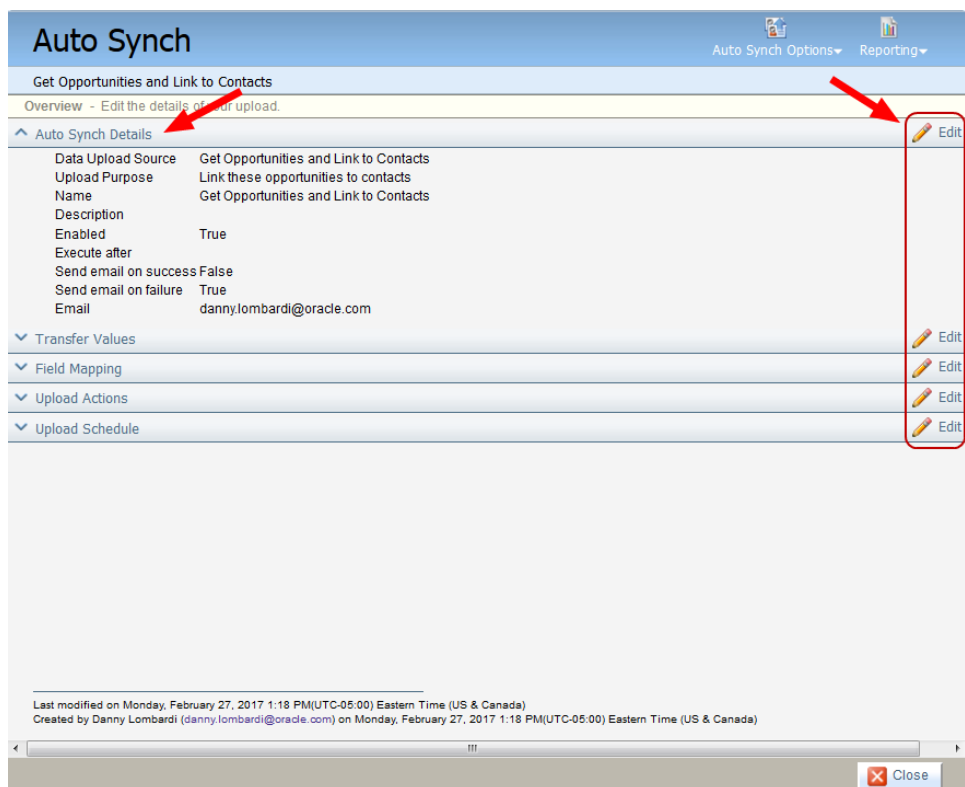 Auto Synch
Auto Synch Options Reporting
Get Opportunities and Link to Contacts
Overview - Edit the details of your upload.
Auto Synch Details Edit
Data Upload Source Get Opportunities and Link to Contacts
Upload Purpose Link these opportunities to contacts
Name Get Opportunities and Link to Contacts
Description
Enabled True
Execute after
Send email on success False
Send email on failure True
Email danny.lombardi@oracle.com
Transfer Values Edit
Field Mapping Edit
Upload Actions Edit
Upload Schedule Edit
Last modified on Monday, February 27, 2017 1:18 PM(UTC-05:00) Eastern Time (US & Canada)
Created by Danny Lombardi (danny.lombardi@oracle.com) on Monday, February 27, 2017 1:18 PM(UTC-05:00) Eastern Time (US & Canada)
Close